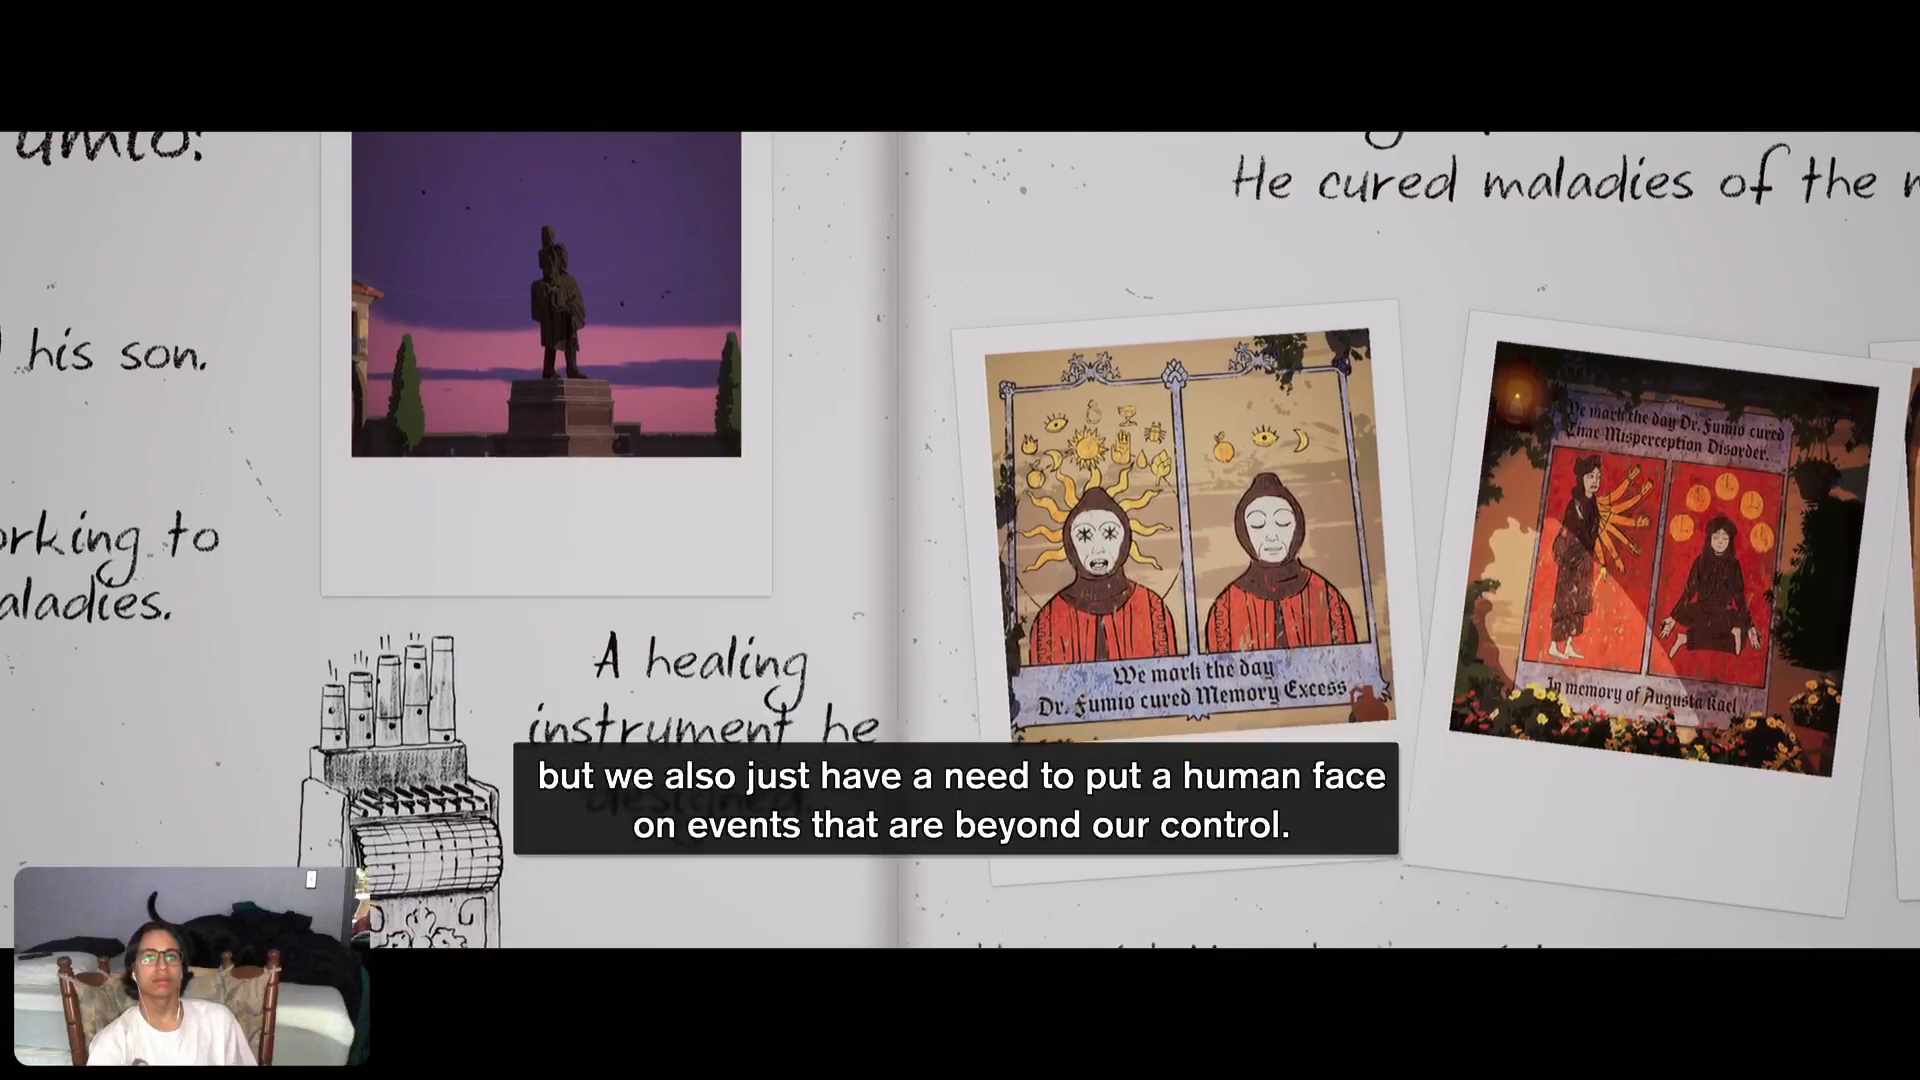 his son.
orking to
aladies.
A healing
instrument he
He cured maladies of the
We mark the day
Dr. Fumio cured Memory Excess
We mark the day Dr. Fumio cured
Time Misperception Disorder.
In memory of Augusta Kael
but we also just have a need to put a human face
on events that are beyond our control.